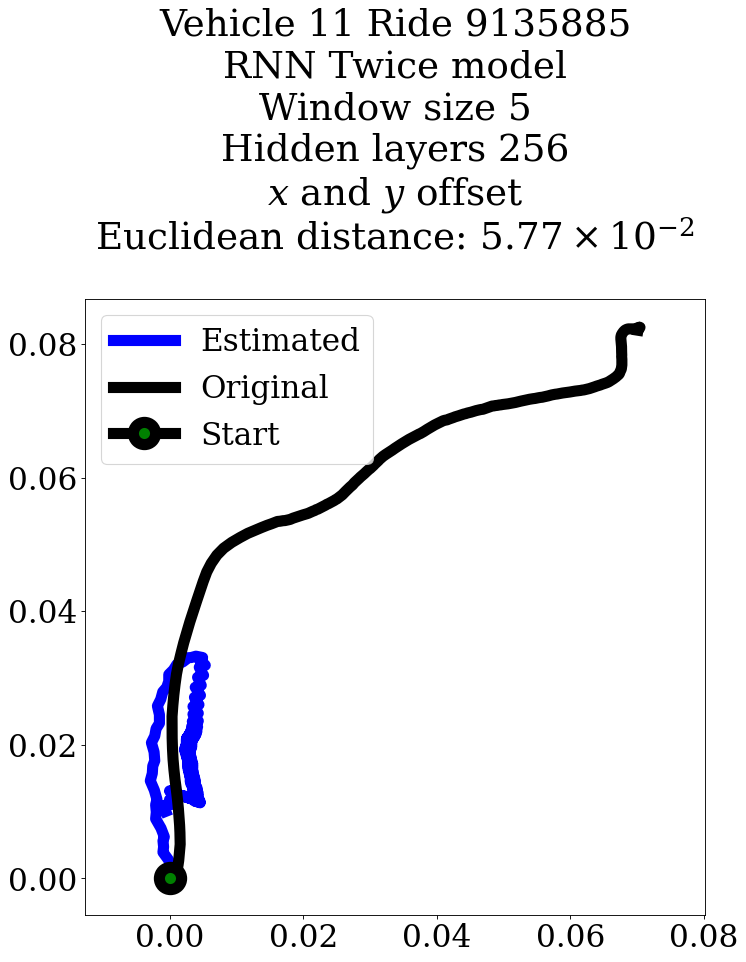 Vehicle 11 Ride 9135885
RNN Twice model
Window size 5
Hidden layers 256
x and y offset
Euclidean distance: 5.77 × 10⁻²
Estimated
Original
Start
0.08
0.06
0.04
0.02
0.00
0.00 0.02 0.04 0.06 0.08